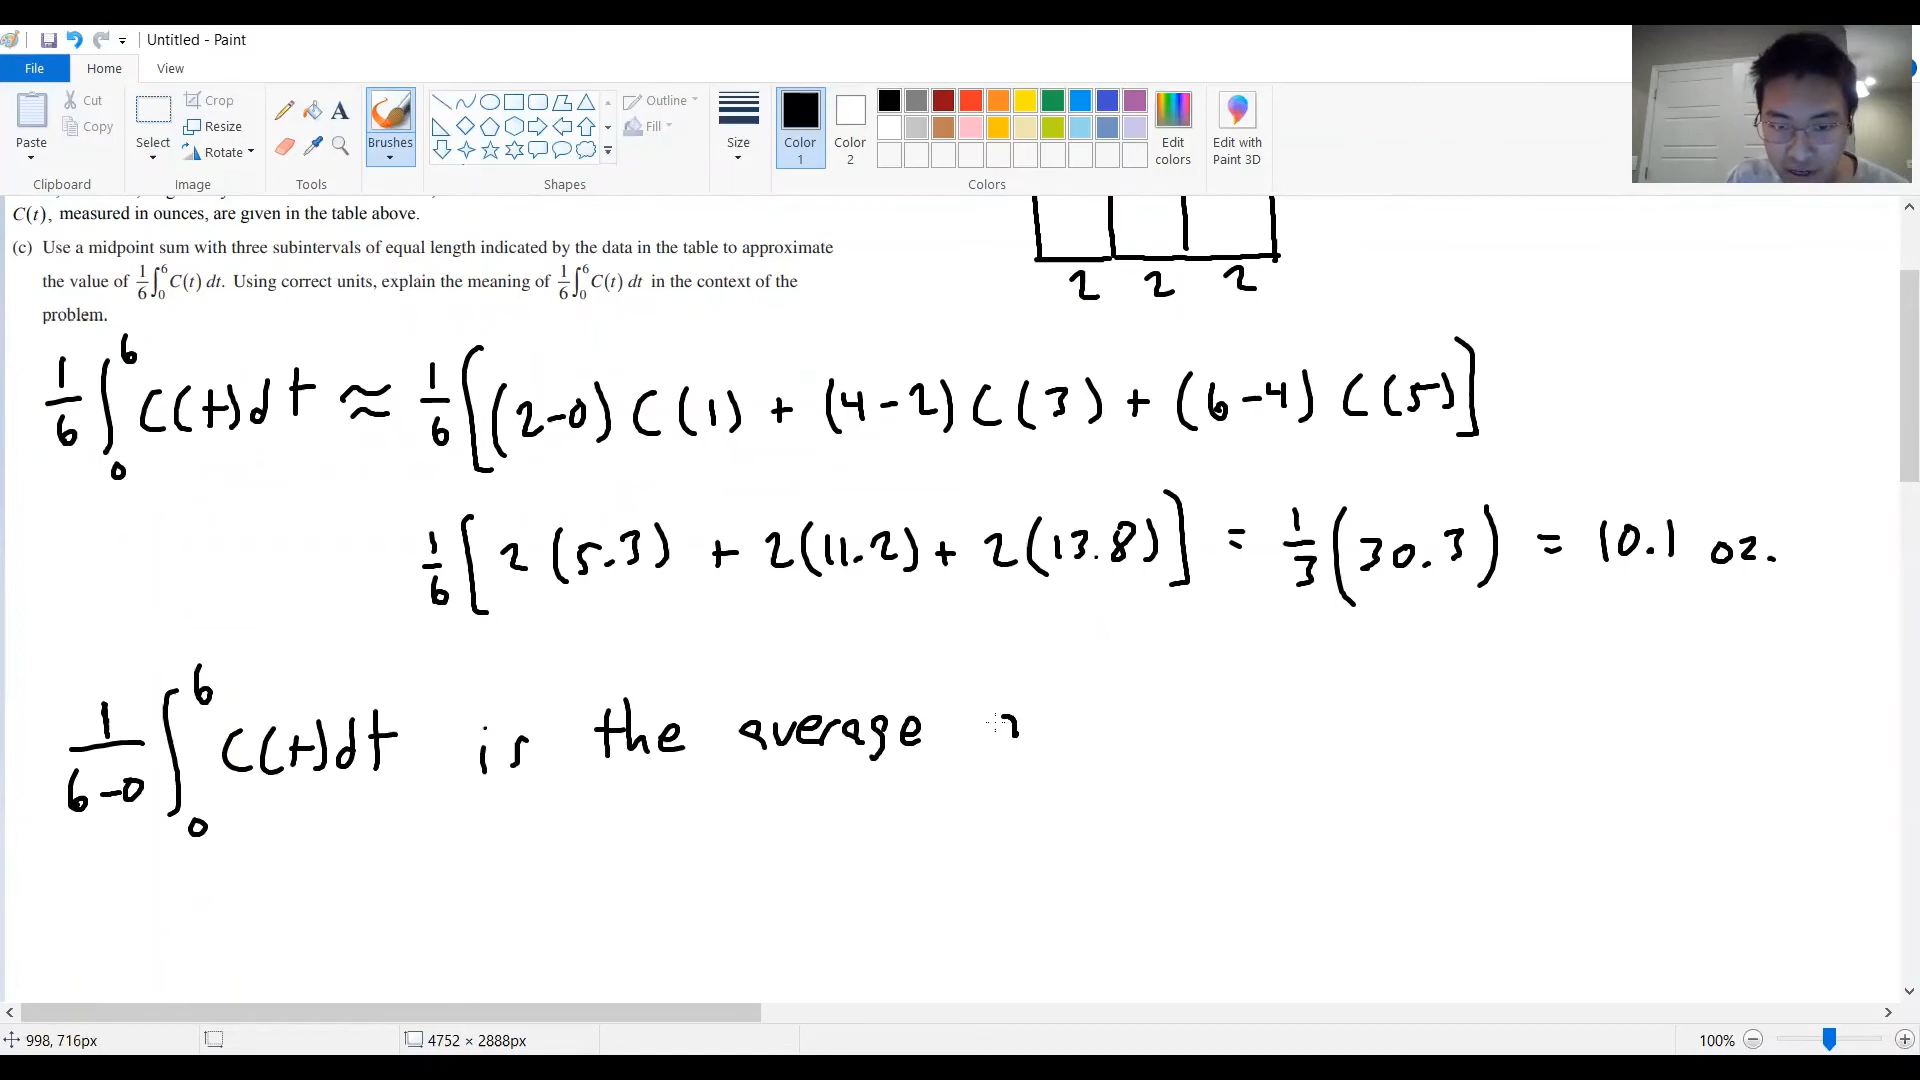 Untitled - Paint
File Home View
Paste
Cut
Copy
Clipboard
Select
Crop
Resize
Rotate
Image
Tools
Brushes
Shapes
Outline
Fill
Size
Color 1
Color 2
Colors
Edit colors
Edit with Paint 3D
C(t), measured in ounces, are given in the table above.
(c) Use a midpoint sum with three subintervals of equal length indicated by the data in the table to approximate
the value of 1/6 ∫₀⁶ C(t) dt. Using correct units, explain the meaning of 1/6 ∫₀⁶ C(t) dt in the context of the
problem.
2 2 2
1/6 ∫₀⁶ C(t)dt ≈ 1/6 [(2-0) C(1) + (4-2) C(3) + (6-4) C(5)]
1/6 [2(5.3) + 2(11.2) + 2(13.8)] = 1/3 (30.3) = 10.1 oz.
1/(6-0) ∫₀⁶ C(t)dt is the average
998, 716px
4752 × 2888px
100%